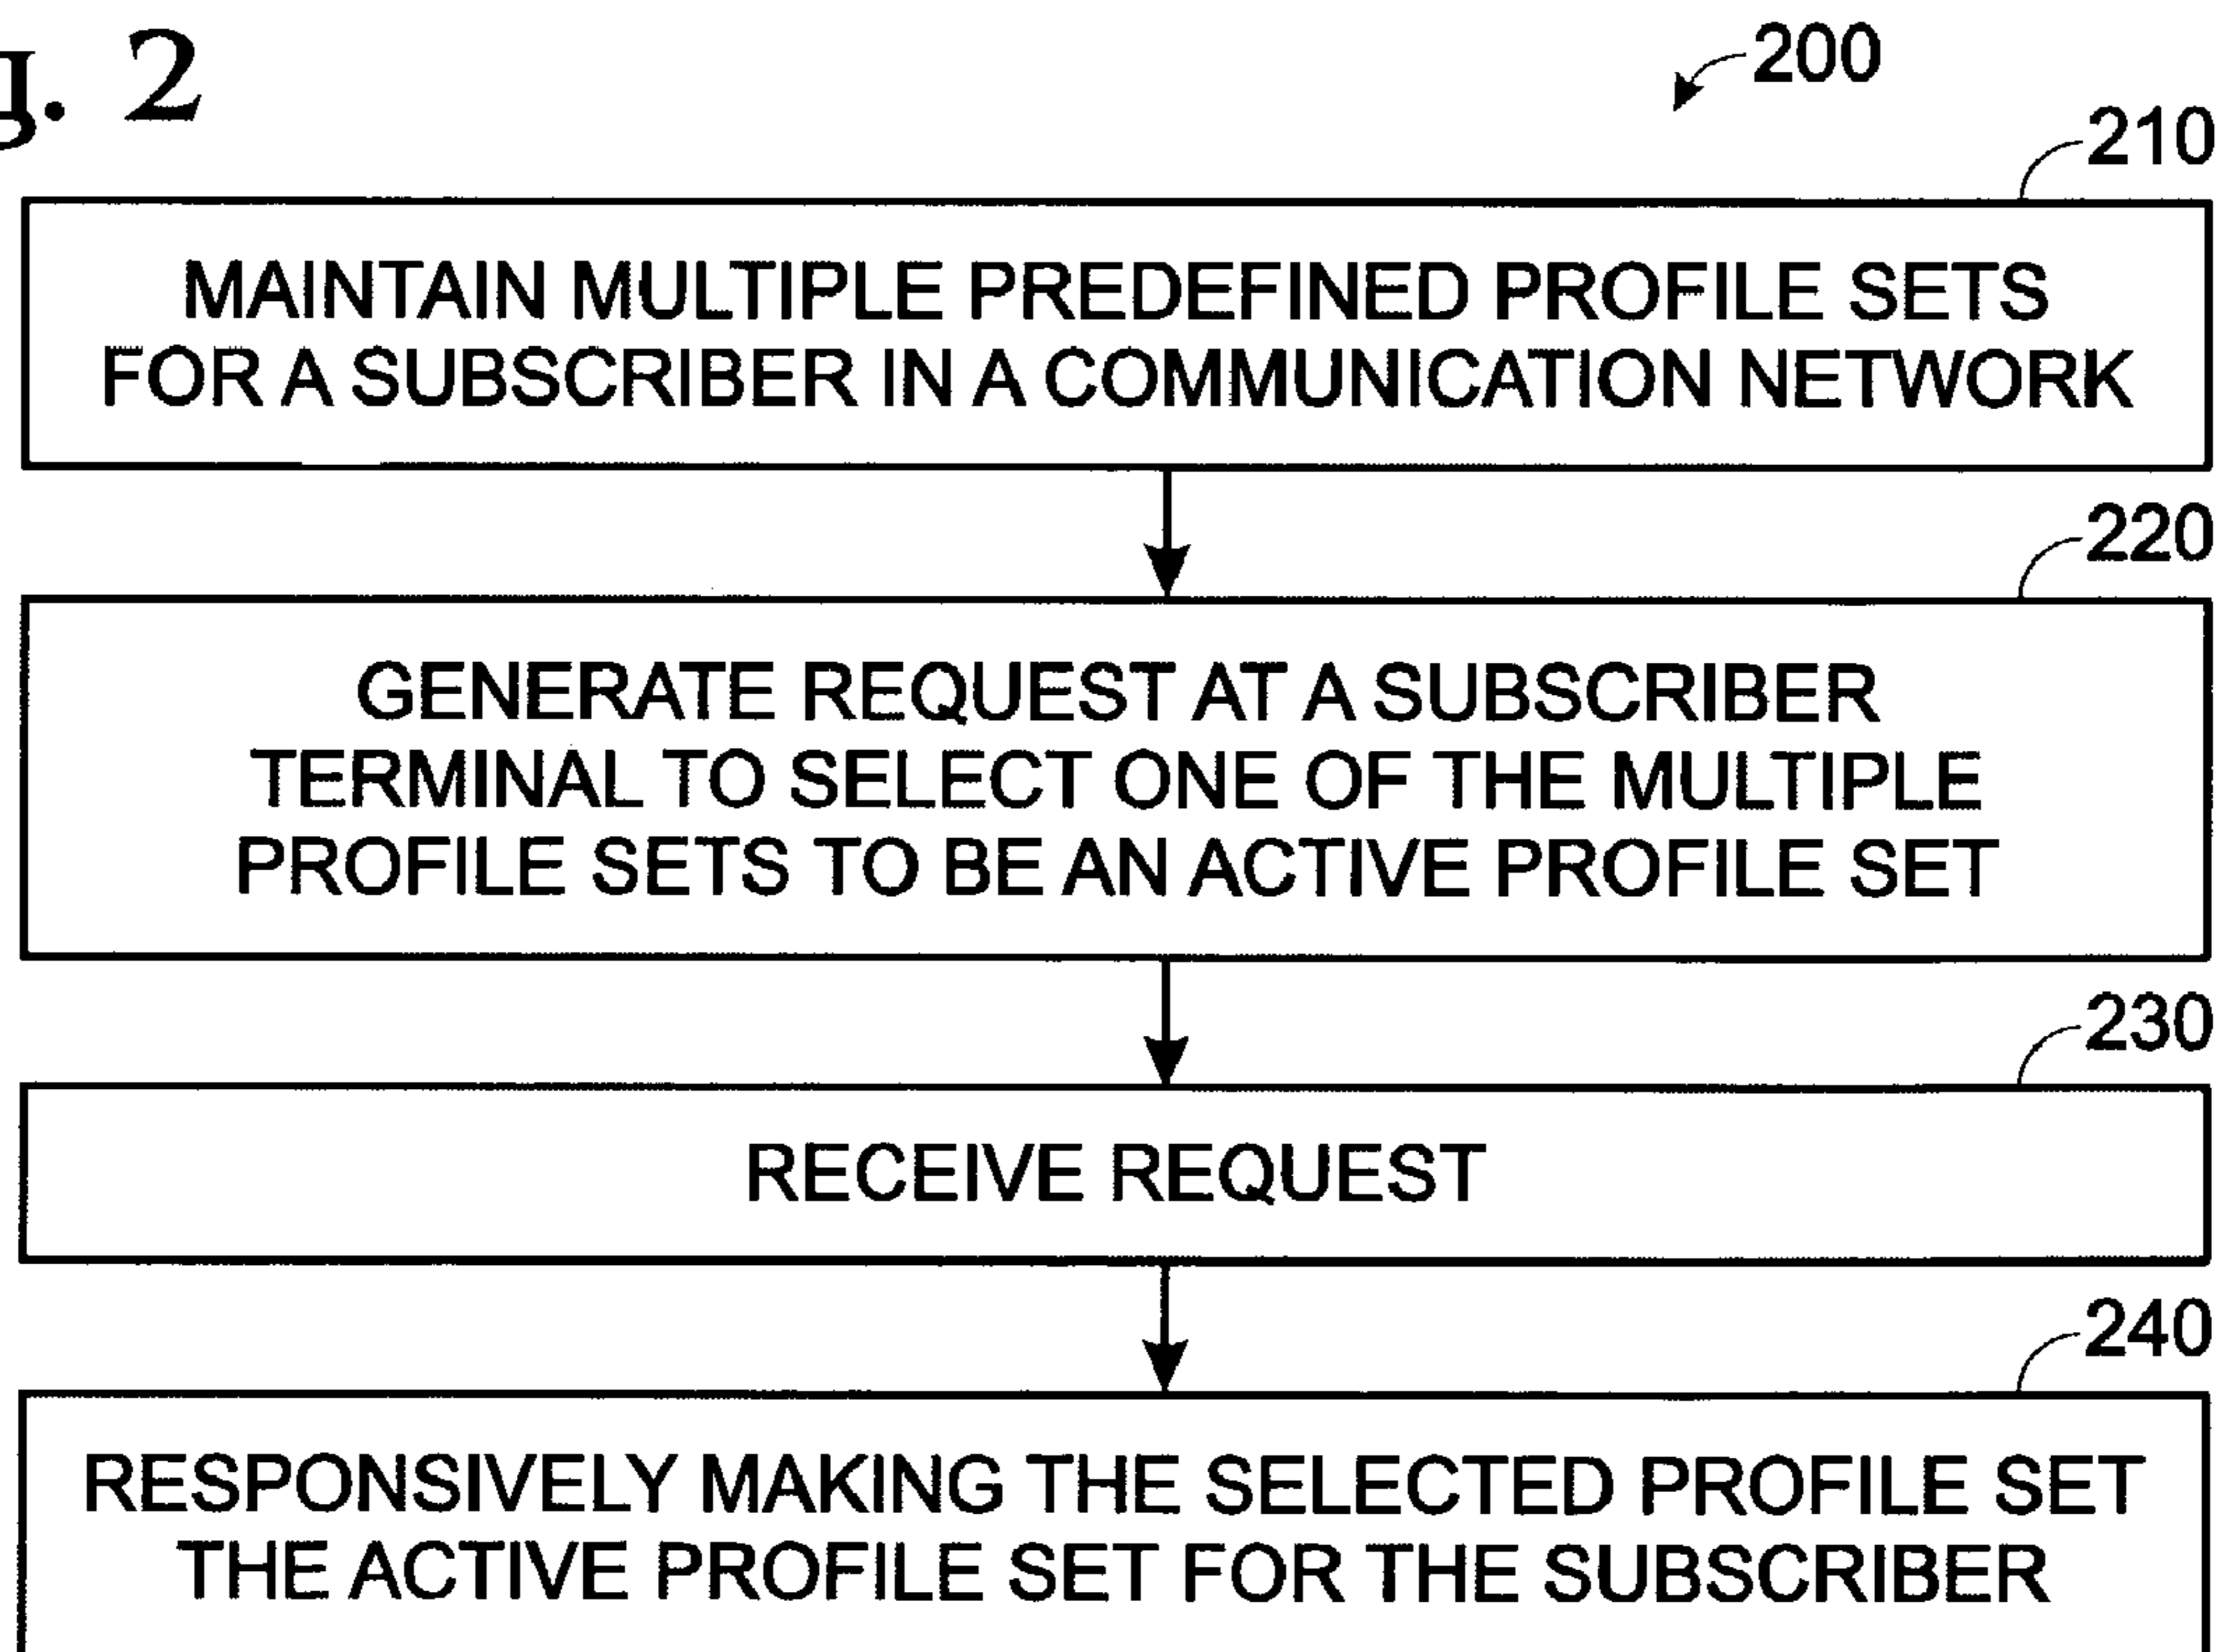 g. 2
200
210
MAINTAIN MULTIPLE PREDEFINED PROFILE SETS
FOR A SUBSCRIBER IN A COMMUNICATION NETWORK
220
GENERATE REQUEST AT A SUBSCRIBER
TERMINAL TO SELECT ONE OF THE MULTIPLE
PROFILE SETS TO BE AN ACTIVE PROFILE SET
230
RECEIVE REQUEST
240
RESPONSIVELY MAKING THE SELECTED PROFILE SET
THE ACTIVE PROFILE SET FOR THE SUBSCRIBER